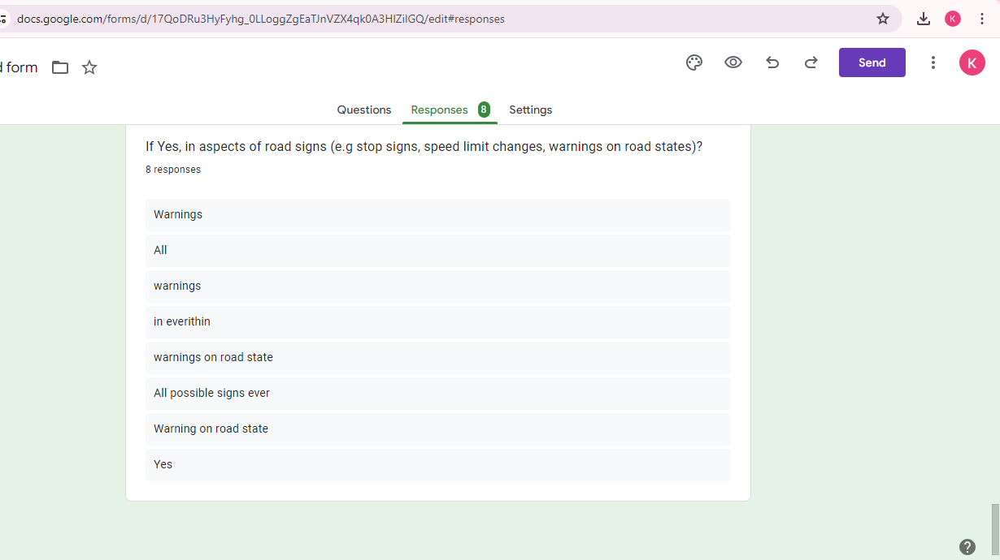 docs.google.com/forms/d/17QoDRu3HyFyhg_0LLoggZgEaTJnVZX4qk0A3HIZilGQ/edit#responses
K
form
Send
K
Questions Responses 8 Settings
If Yes, in aspects of road signs (e.g stop signs, speed limit changes, warnings on road states)?
8 responses
Warnings
All
warnings
in everithin
warnings on road state
All possible signs ever
Warning on road state
Yes
?